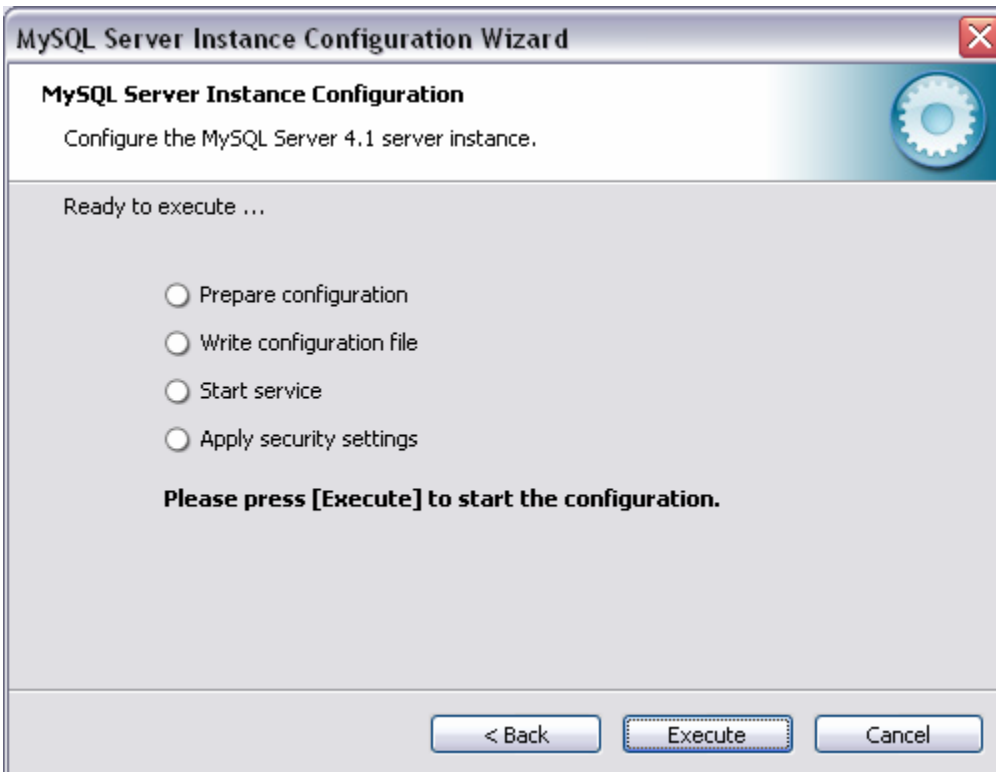 MySQL Server Instance Configuration Wizard
MySQL Server Instance Configuration
Configure the MySQL Server 4.1 server instance.
Ready to execute ...
Prepare configuration
Write configuration file
Start service
Apply security settings
Please press [Execute] to start the configuration.
< Back Execute Cancel